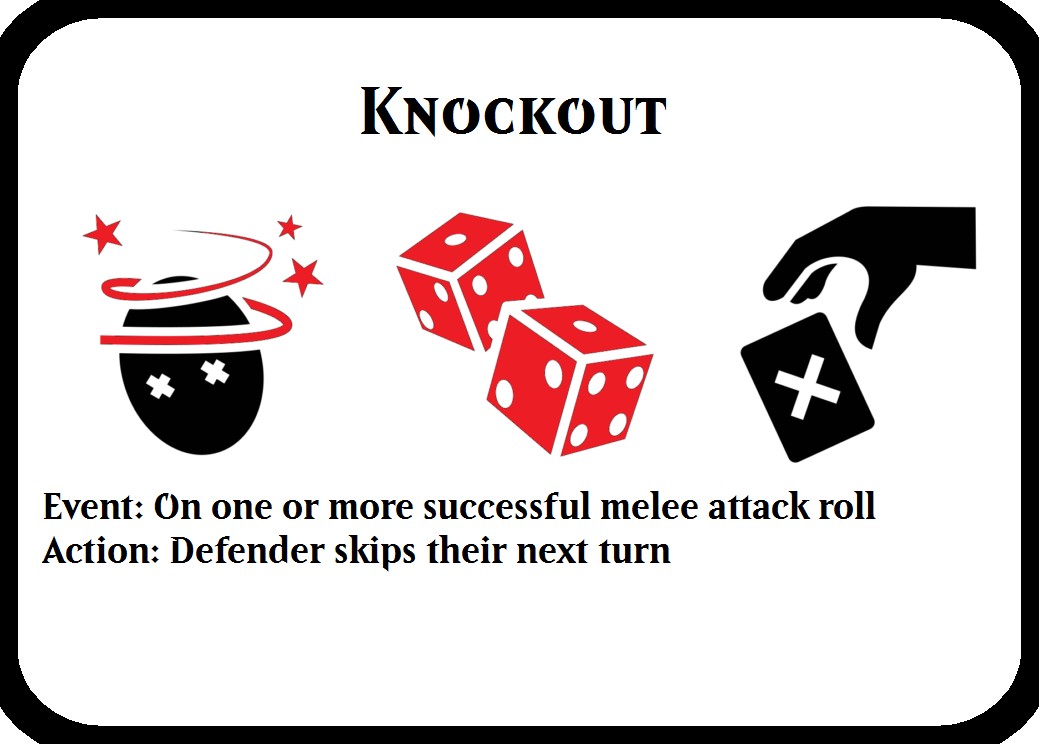 Knockout
Event: On one or more successful melee attack roll
Action: Defender skips their next turn